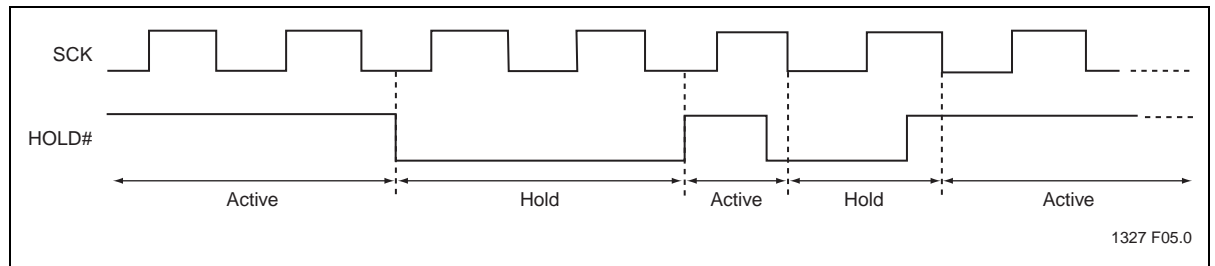 SCK
HOLD#
Active Hold Active Hold Active
1327 F05.0